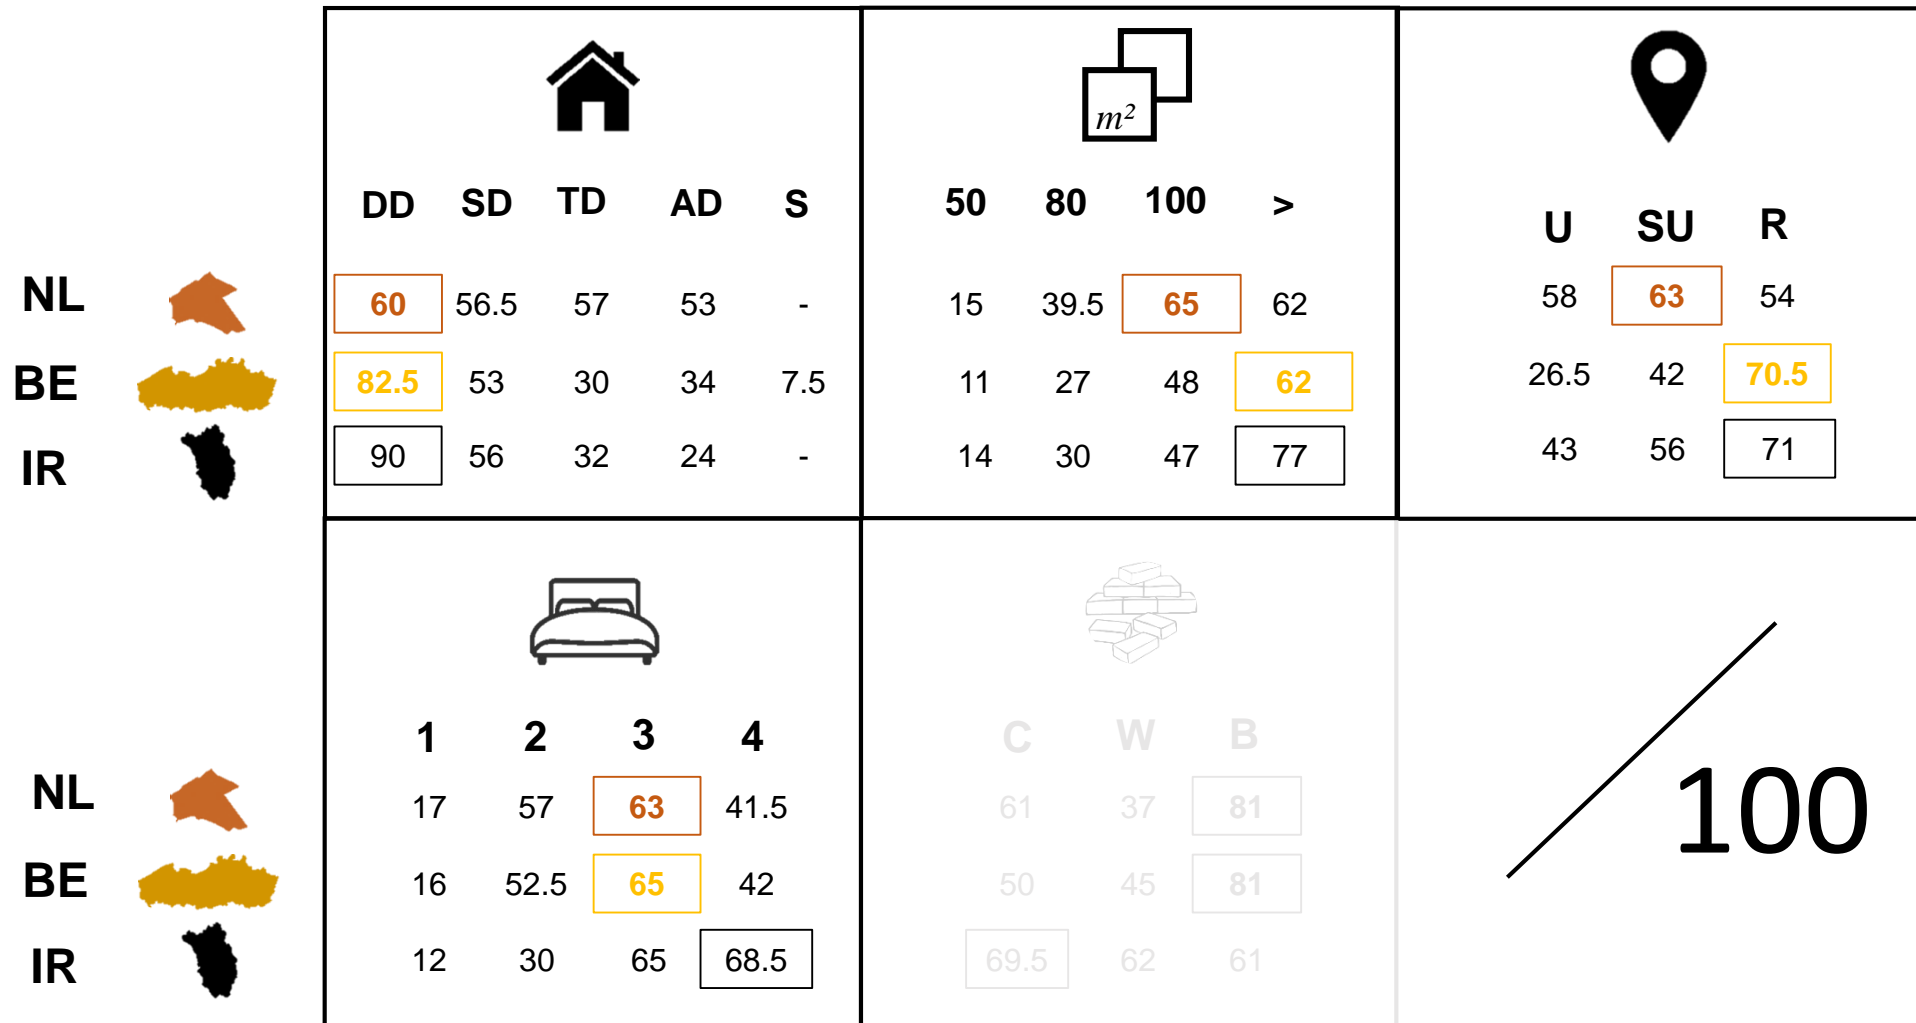 m²
DD SD TD AD S
50 80 100 >
U SU R
NL 60 56.5 57 53 - 15 39.5 65 62 58 63 54
BE 82.5 53 30 34 7.5 11 27 48 62 26.5 42 70.5
IR 90 56 32 24 - 14 30 47 77 43 56 71
1 2 3 4 C W B
NL 17 57 63 41.5 61 37 81
BE 16 52.5 65 42 50 45 81
IR 12 30 65 68.5 69.5 62 61
100